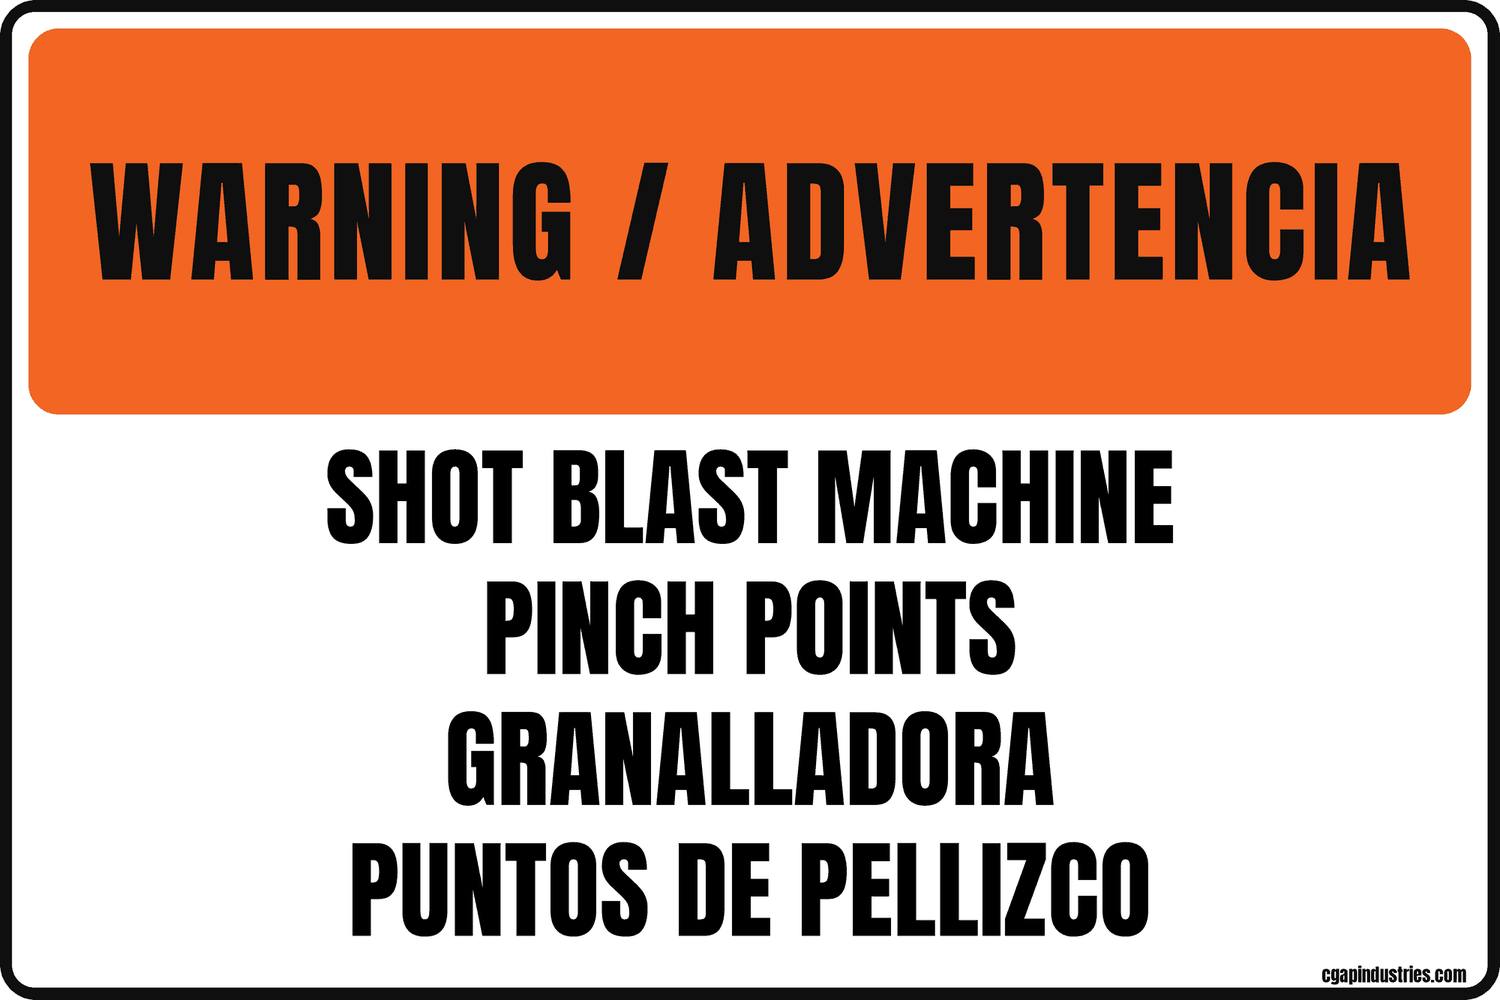 WARNING / ADVERTENCIA
SHOT BLAST MACHINE
PINCH POINTS
GRANALLADORA
PUNTOS DE PELLIZCO
cgapindustries.com